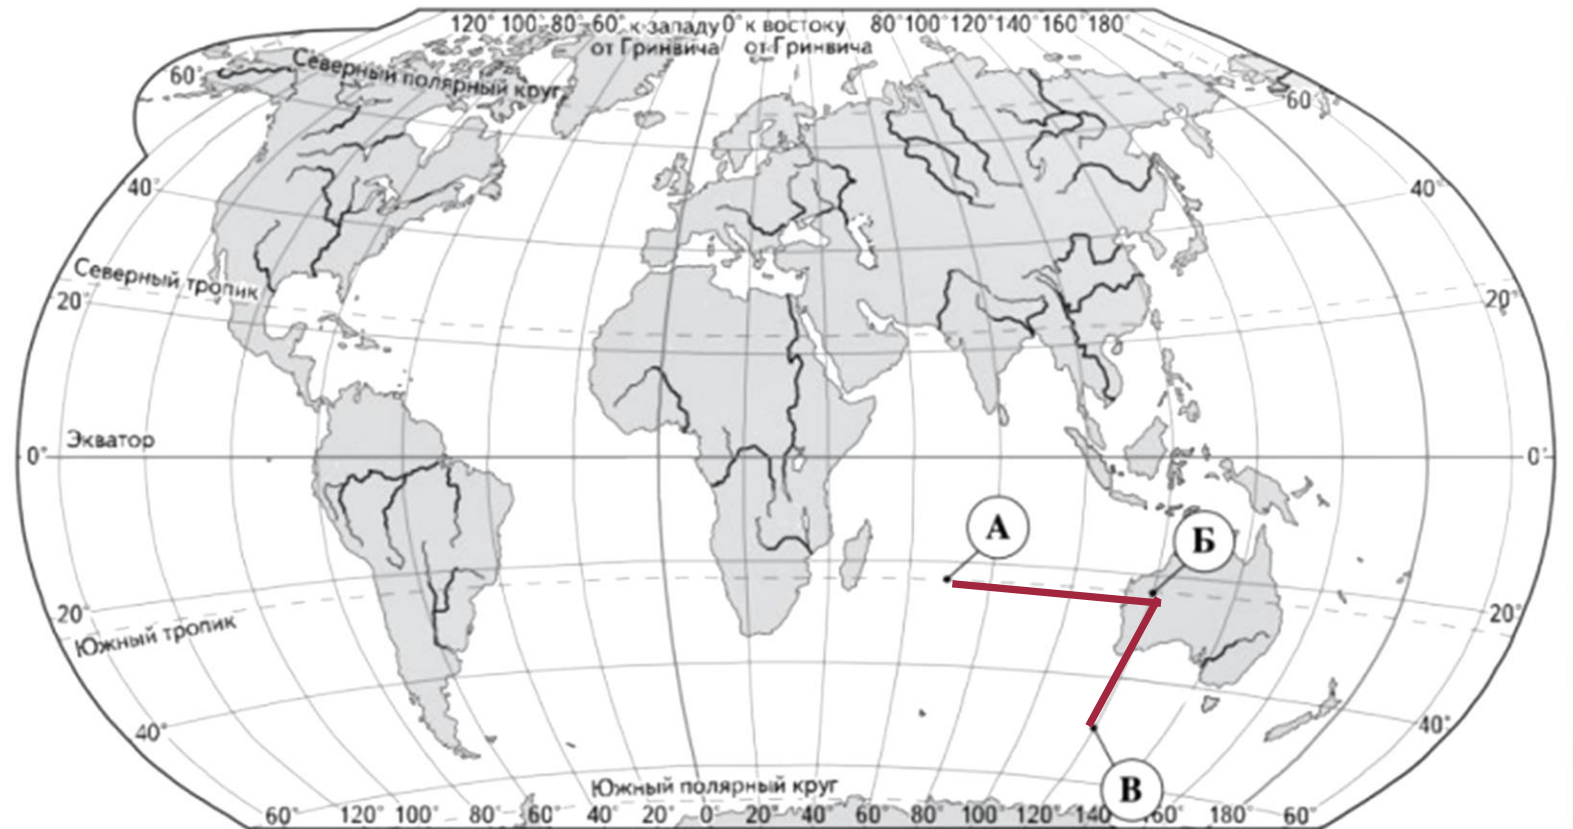 120° 100° 80° 60° к западу 0° к востоку 80° 100° 120° 140° 160° 180°
от Гринвича от Гринвича
Северный полярный круг
60°
60°
40°
40°
Северный тропик
20°
20°
Экватор
0°
0°
А
Б
20°
20°
Южный тропик
40°
40°
Южный полярный круг
В
60° 120° 100° 80° 60° 40° 20° 0° 20° 40° 60° 80° 100° 120° 140° 160° 180° 60°